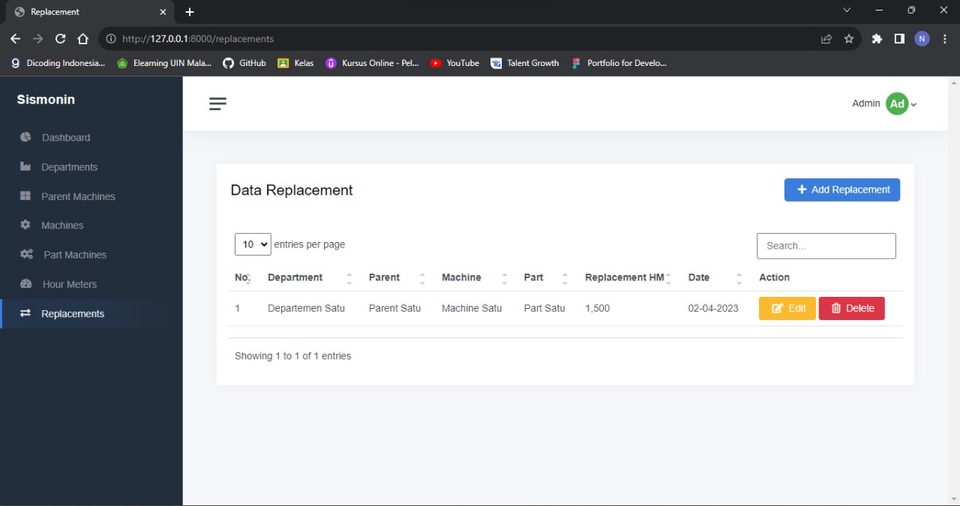 Replacement
http://127.0.0.1:8000/replacements
N
Dicoding Indonesia...
Elearning UIN Mala...
GitHub
Kelas
Kursus Online - Pel...
YouTube
Talent Growth
Portfolio for Develo...
Sismonin
Admin Ad
Dashboard
Departments
Parent Machines
Machines
Part Machines
Hour Meters
Replacements
Data Replacement
Add Replacement
10 entries per page
Search...
No. Department Parent Machine Part Replacement HM Date Action
1 Departemen Satu Parent Satu Machine Satu Part Satu 1,500 02-04-2023 Edit Delete
Showing 1 to 1 of 1 entries